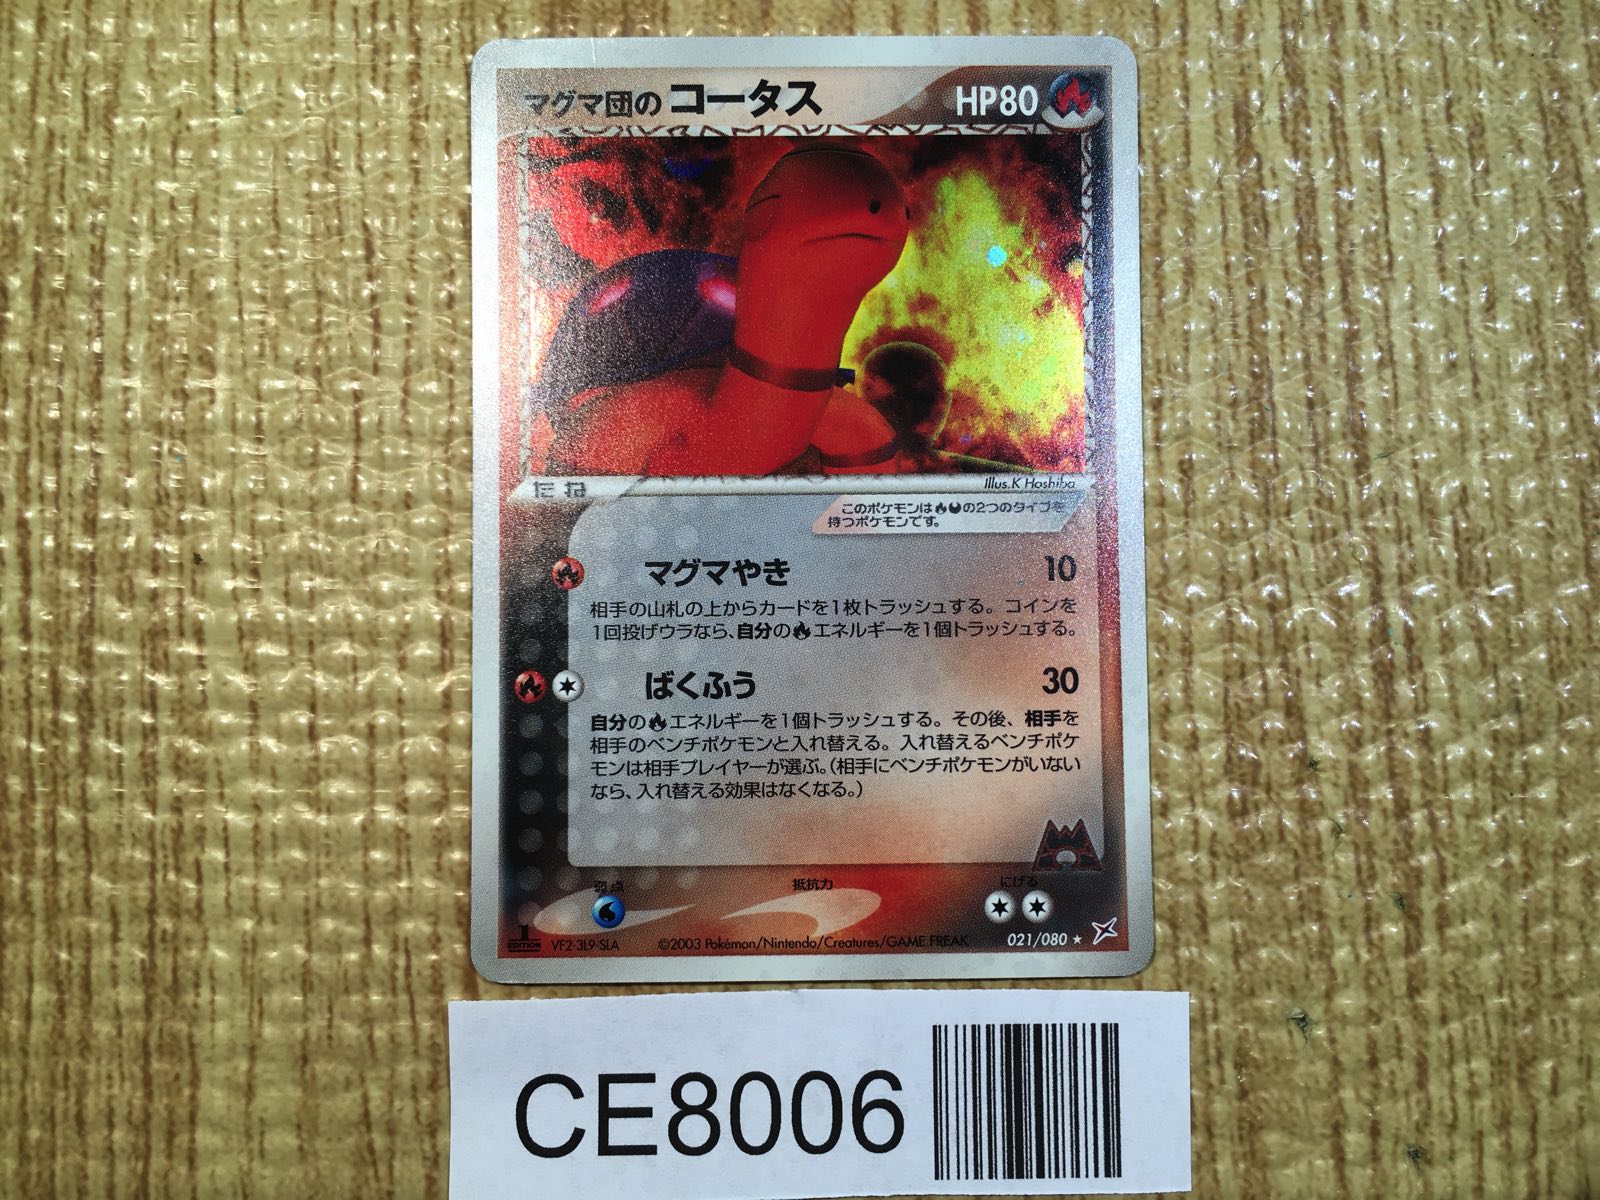 マグマ団の コータス HP80
たね
Illus.K Hoshiba
このポケモンは の2つのタイプを
持つポケモンです。
マグマやき 10
相手の山札の上からカードを1枚トラッシュする。コインを
1回投げウラなら、自分の エネルギーを1個トラッシュする。
ばくふう 30
自分の エネルギーを1個トラッシュする。その後、相手を
相手のベンチポケモンと入れ替える。入れ替えるベンチポケ
モンは相手プレイヤーが選ぶ。(相手にベンチポケモンがいない
なら、入れ替える効果はなくなる。)
弱点 抵抗力 にげる
1 EDITION VF2-3L9-SLA ©2003 Pokémon/Nintendo/Creatures/GAME FREAK 021/080 ★
CE8006